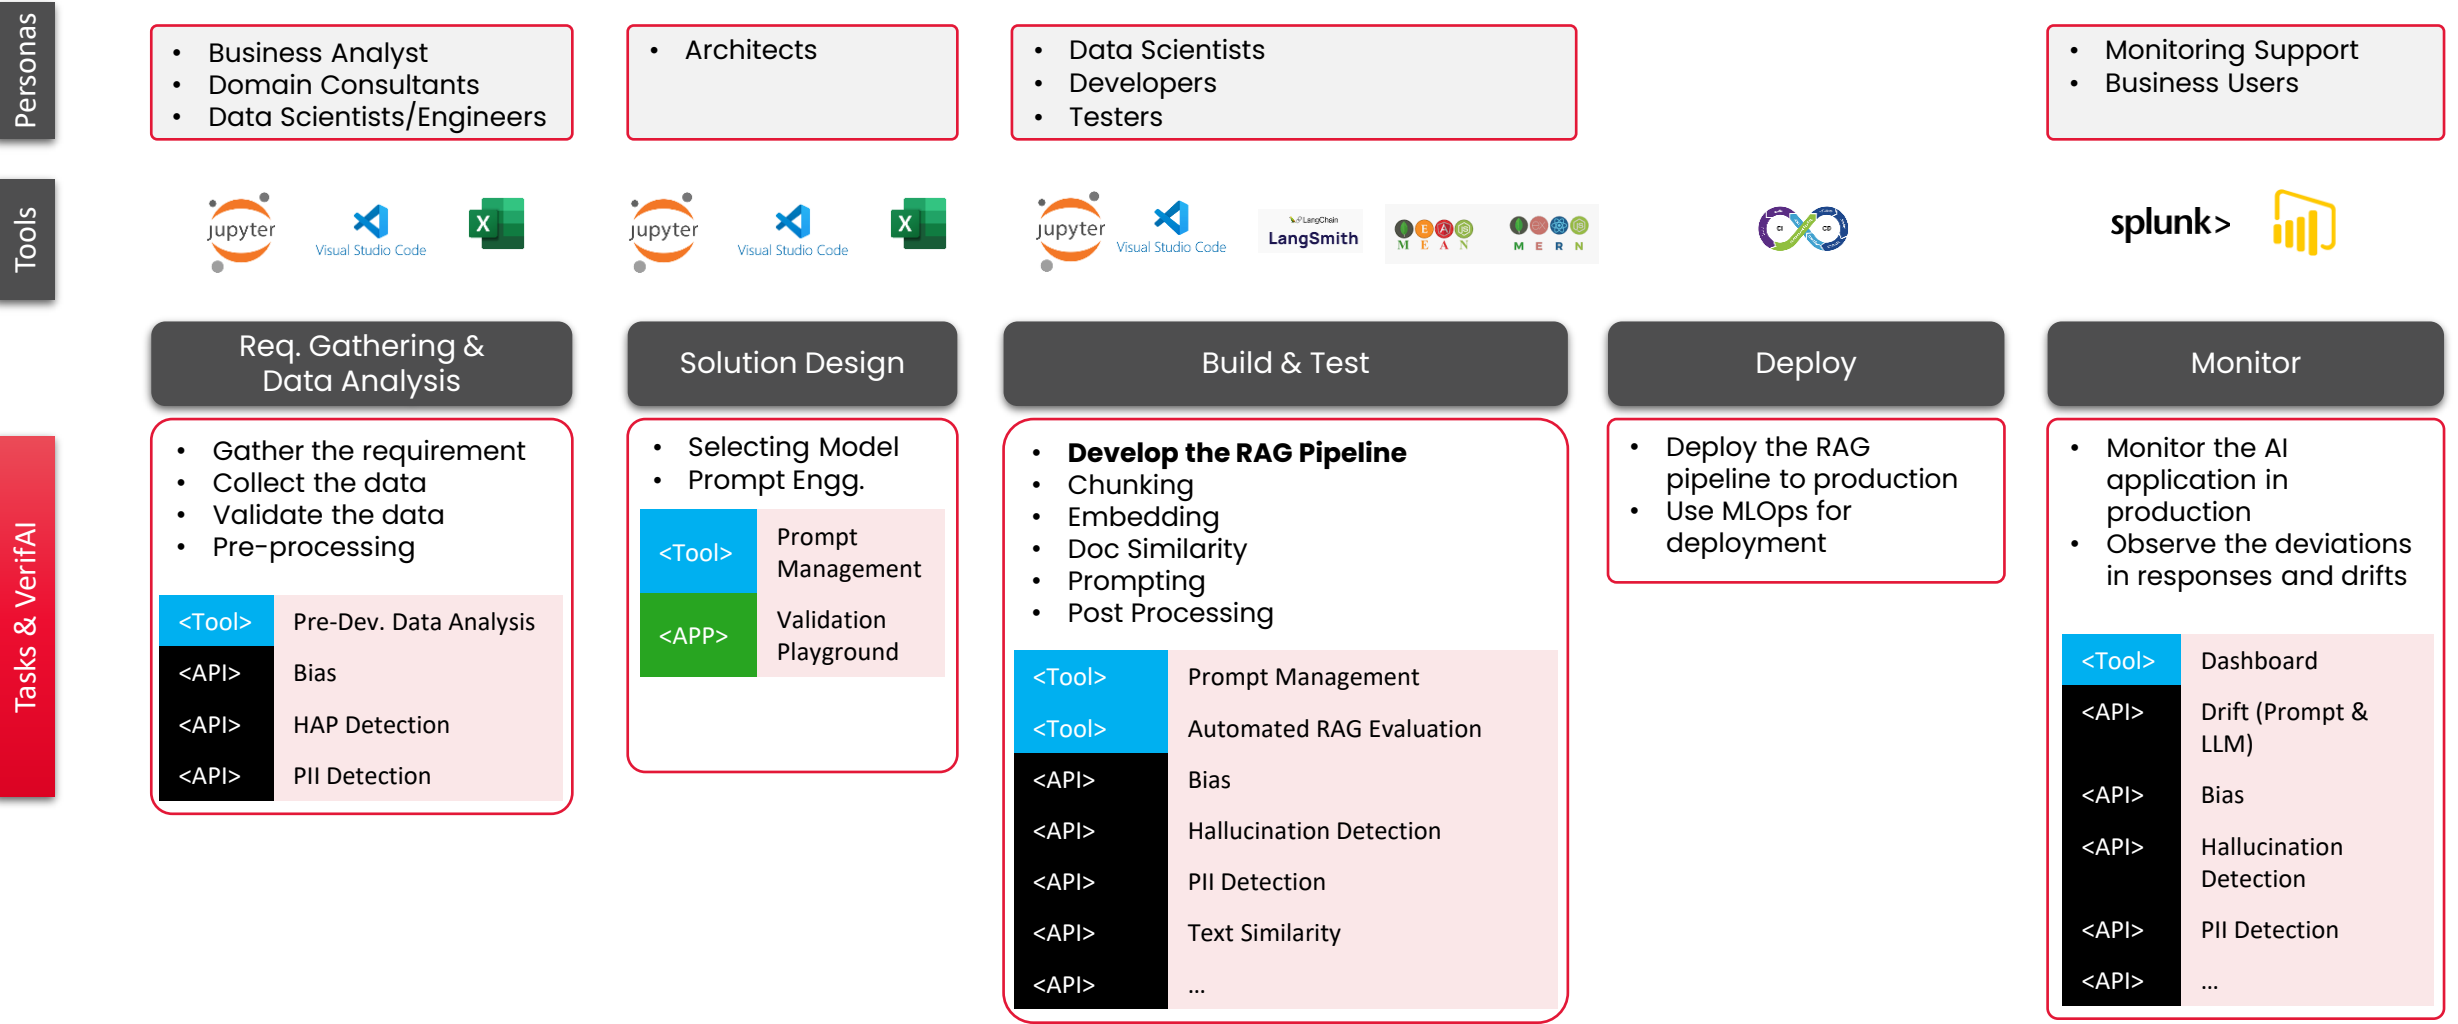 Personas
• Business Analyst
• Domain Consultants
• Data Scientists/Engineers
• Architects
• Data Scientists
• Developers
• Testers
• Monitoring Support
• Business Users
Tools
jupyter
Visual Studio Code
X
jupyter
Visual Studio Code
X
jupyter
Visual Studio Code
LangChain
LangSmith
MEAN
MERN
CI
CD
splunk>
Req. Gathering &
Data Analysis
Solution Design
Build & Test
Deploy
Monitor
Tasks & VerifAI
• Gather the requirement
• Collect the data
• Validate the data
• Pre-processing
<Tool> Pre-Dev. Data Analysis
<API> Bias
<API> HAP Detection
<API> PII Detection
• Selecting Model
• Prompt Engg.
<Tool> Prompt
Management
<APP> Validation
Playground
• Develop the RAG Pipeline
• Chunking
• Embedding
• Doc Similarity
• Prompting
• Post Processing
<Tool> Prompt Management
<Tool> Automated RAG Evaluation
<API> Bias
<API> Hallucination Detection
<API> PII Detection
<API> Text Similarity
<API> ...
• Deploy the RAG
pipeline to production
• Use MLOps for
deployment
• Monitor the AI
application in
production
• Observe the deviations
in responses and drifts
<Tool> Dashboard
<API> Drift (Prompt &
LLM)
<API> Bias
<API> Hallucination
Detection
<API> PII Detection
<API> ...